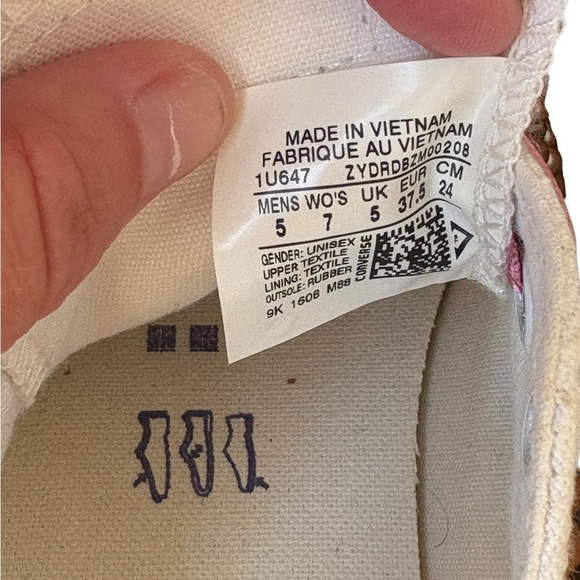 MADE IN VIETNAM
FABRIQUE AU VIETNAM
1U647 ZYDRDBZM00208
MENS WO'S UK EUR CM
5 7 5 37.5 24
GENDER: UNISEX
UPPER: TEXTILE
LINING: TEXTILE
OUTSOLE: RUBBER
9K 1608 M88
CONVERSE